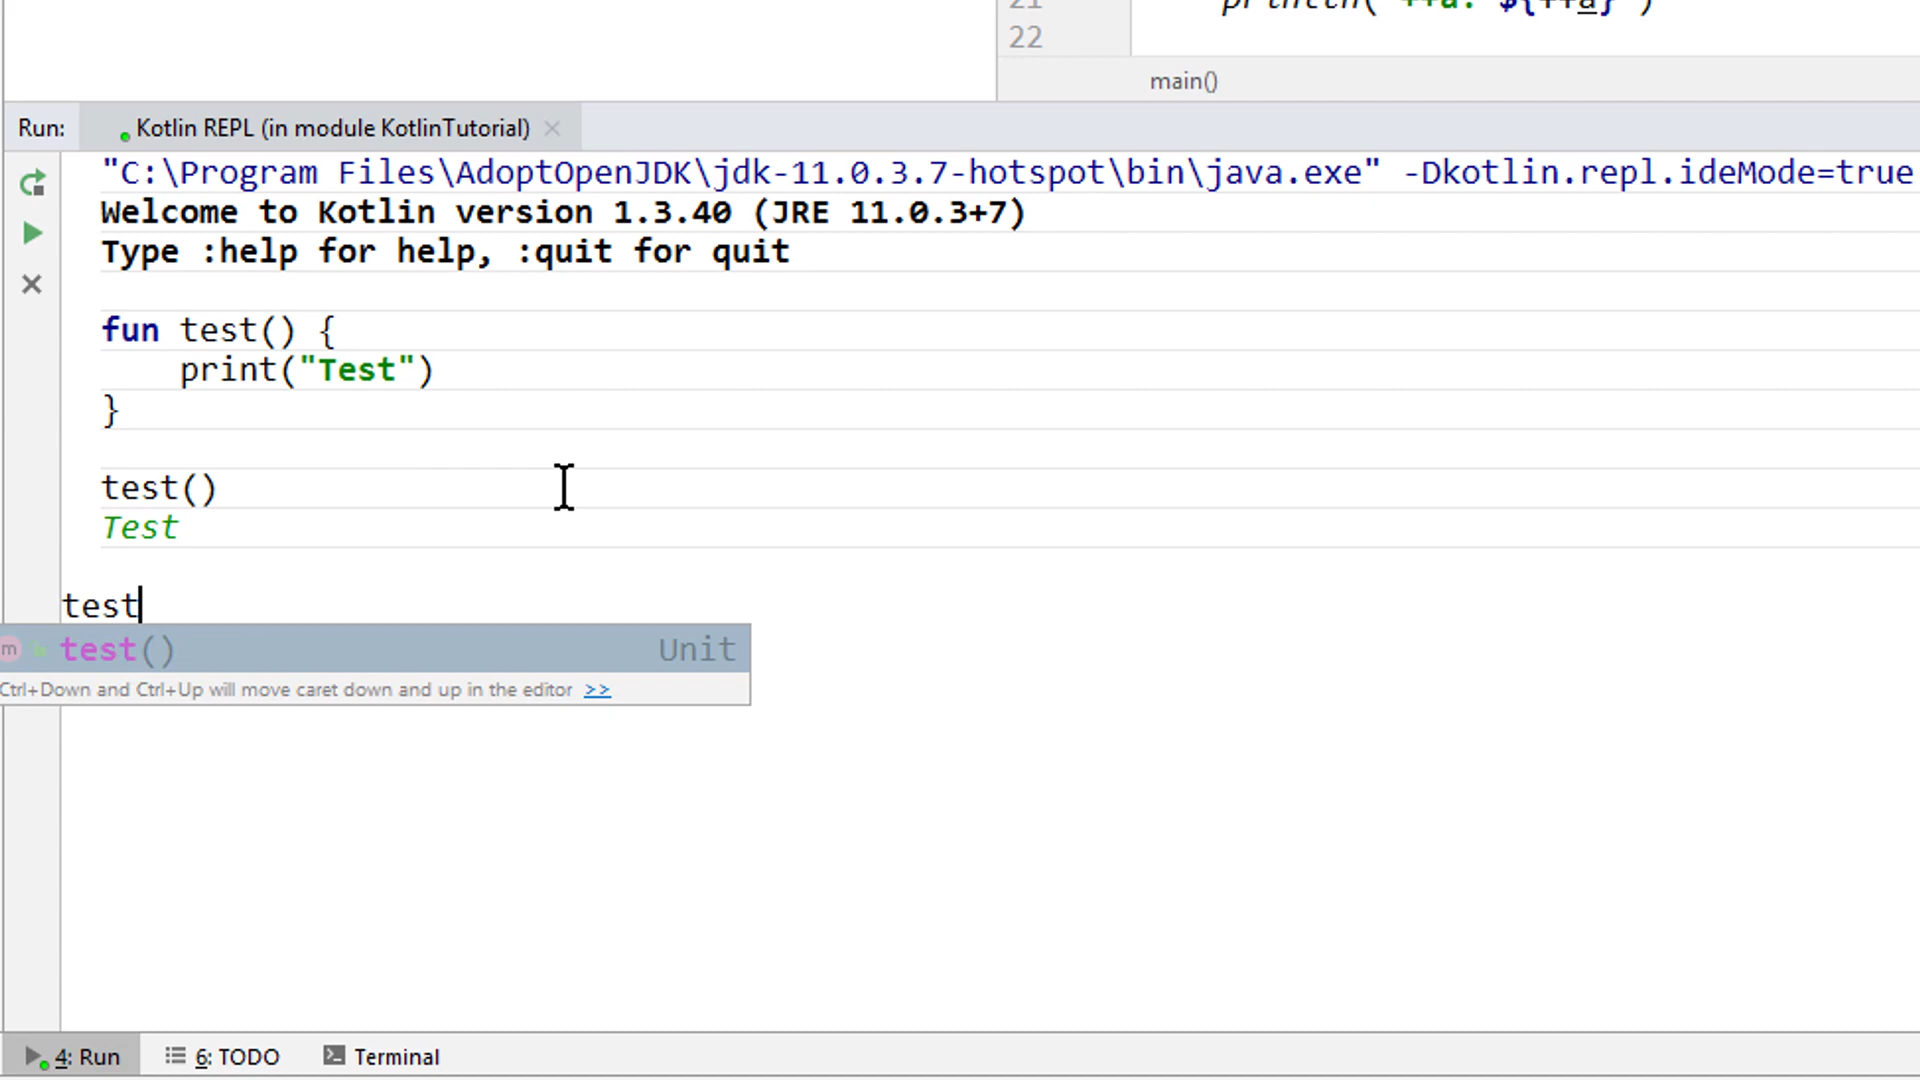 21 println("++a: ${++a}")
22
main()
Run: Kotlin REPL (in module KotlinTutorial)
"C:\Program Files\AdoptOpenJDK\jdk-11.0.3.7-hotspot\bin\java.exe" -Dkotlin.repl.ideMode=true
Welcome to Kotlin version 1.3.40 (JRE 11.0.3+7)
Type :help for help, :quit for quit
fun test() {
print("Test")
}
test()
Test
test
m test() Unit
Ctrl+Down and Ctrl+Up will move caret down and up in the editor >>
4: Run 6: TODO Terminal